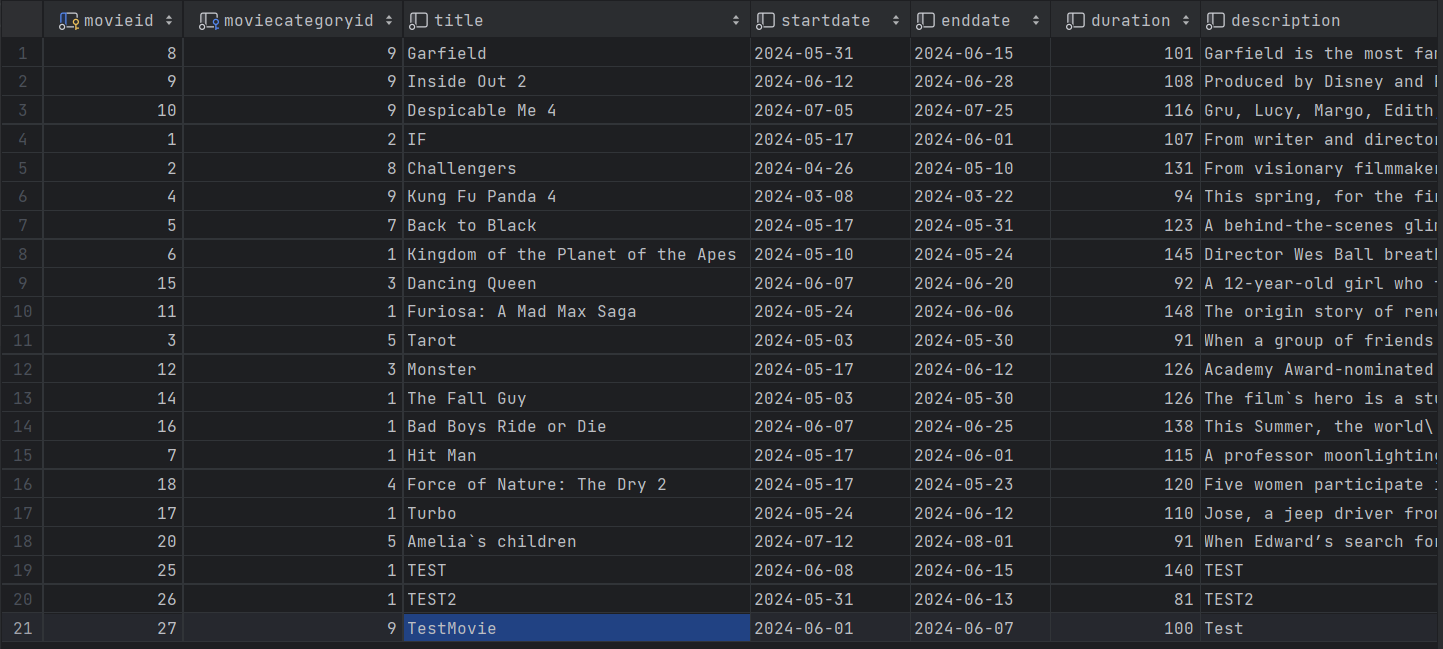 movieid moviecategoryid title startdate enddate duration description
1 8 9 Garfield 2024-05-31 2024-06-15 101 Garfield is the most
2 9 9 Inside Out 2 2024-06-12 2024-06-28 108 Produced by Disney and
3 10 9 Despicable Me 4 2024-07-05 2024-07-25 116 Gru, Lucy, Margo, Edith
4 1 2 IF 2024-05-17 2024-06-01 107 From writer and
5 2 8 Challengers 2024-04-26 2024-05-10 131 From visionary
6 4 9 Kung Fu Panda 4 2024-03-08 2024-03-22 94 This spring, for the
7 5 7 Back to Black 2024-05-17 2024-05-31 123 A behind-the-scenes
8 6 1 Kingdom of the Planet of the Apes 2024-05-10 2024-05-24 145 Director Wes Ball
9 15 3 Dancing Queen 2024-06-07 2024-06-20 92 A 12-year-old girl who
10 11 1 Furiosa: A Mad Max Saga 2024-05-24 2024-06-06 148 The origin story of
11 3 5 Tarot 2024-05-03 2024-05-30 91 When a group of friends
12 12 3 Monster 2024-05-17 2024-06-12 126 Academy Award-nominated
13 14 1 The Fall Guy 2024-05-03 2024-05-30 126 The film`s hero is a
14 16 1 Bad Boys Ride or Die 2024-06-07 2024-06-25 138 This Summer, the world\
15 7 1 Hit Man 2024-05-17 2024-06-01 115 A professor moonlighting
16 18 4 Force of Nature: The Dry 2 2024-05-17 2024-05-23 120 Five women participate
17 17 1 Turbo 2024-05-24 2024-06-12 110 Jose, a jeep driver
18 20 5 Amelia`s children 2024-07-12 2024-08-01 91 When Edward’s search
19 25 1 TEST 2024-06-08 2024-06-15 140 TEST
20 26 1 TEST2 2024-05-31 2024-06-13 81 TEST2
21 27 9 TestMovie 2024-06-01 2024-06-07 100 Test